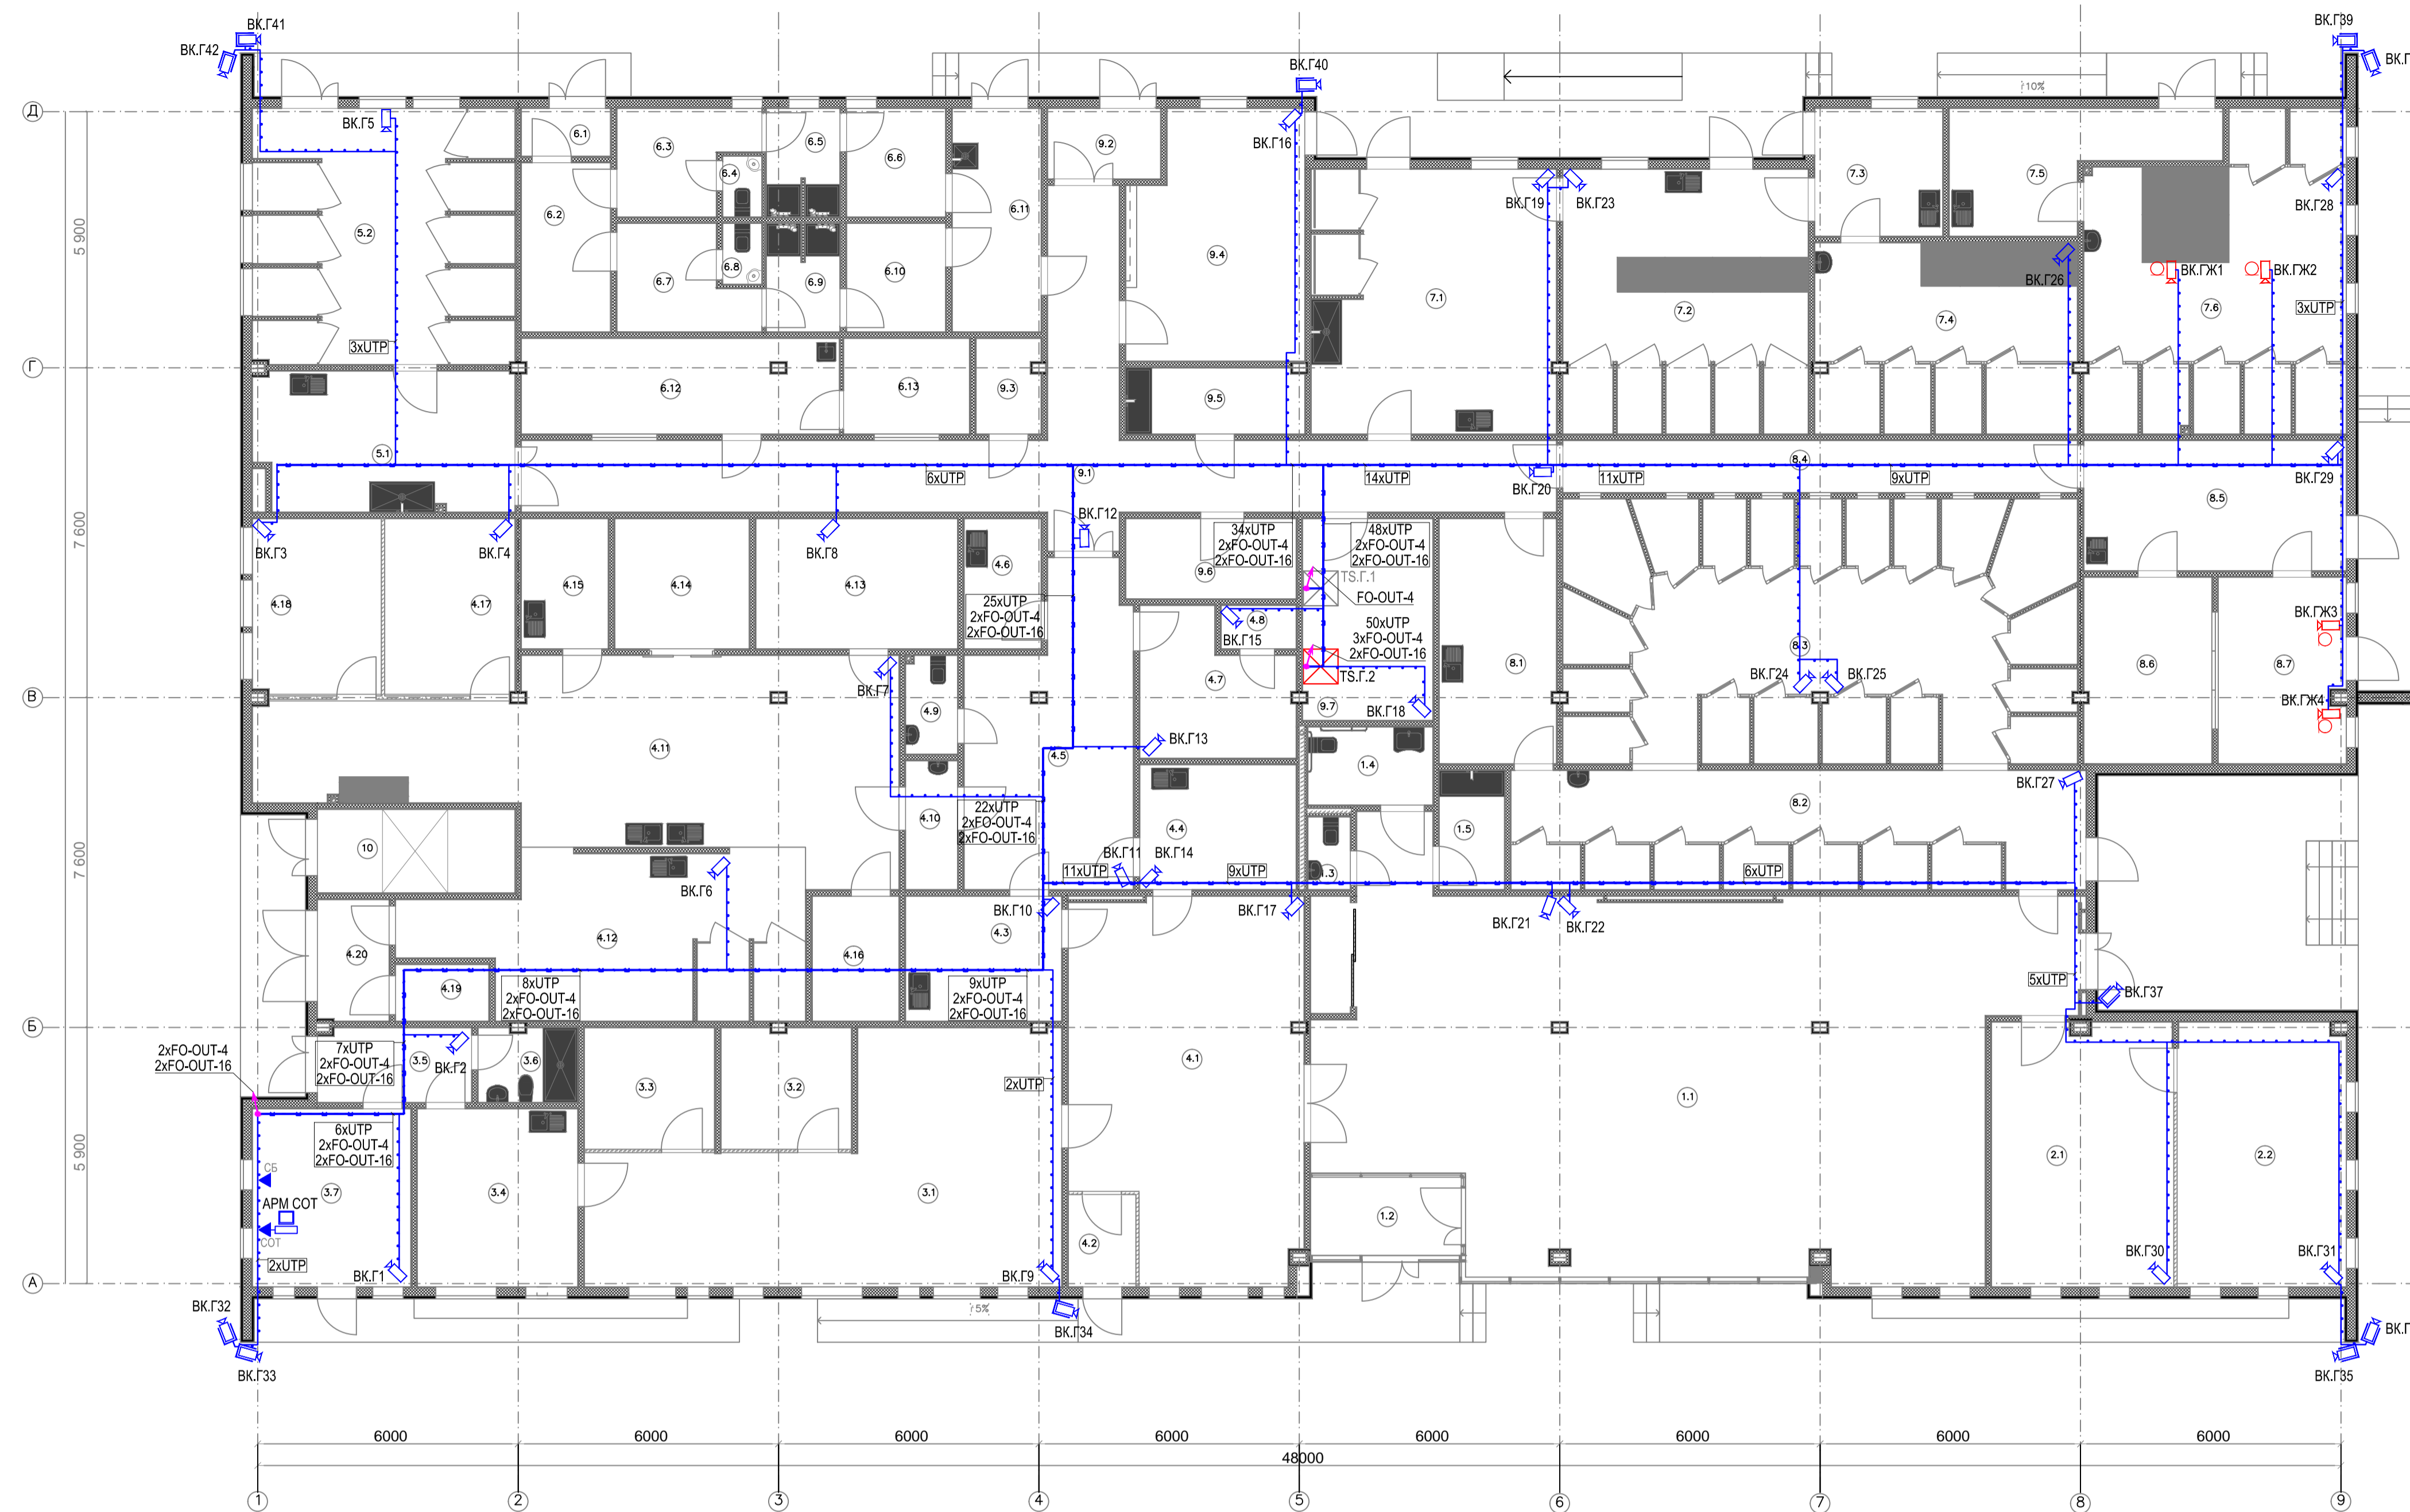 ВК.Г41
ВК.Г42
ВК.Г39
ВК.Г
ВК.Г40
Д
ВК.Г5
ВК.Г16
10%
5 900
6.1
6.2
6.3
6.4
6.5
6.6
6.7
6.8
6.9
6.10
6.11
9.2
9.4
ВК.Г19
ВК.Г23
7.3
7.5
ВК.Г28
5.2
7.1
7.2
7.4
ВК.Г26
ВК.ГЖ1
ВК.ГЖ2
7.6
3xUTP
3xUTP
Г
6.12
6.13
9.3
9.5
5.1
6xUTP
9.1
14xUTP
ВК.Г20
11xUTP
8.4
9xUTP
ВК.Г29
8.5
7 600
ВК.Г3
ВК.Г4
ВК.Г8
ВК.Г12
34xUTP
2xFO-OUT-4
2xFO-OUT-16
48xUTP
2xFO-OUT-4
2xFO-OUT-16
4.18
4.17
4.15
4.14
4.13
4.6
25xUTP
2xFO-OUT-4
2xFO-OUT-16
9.6
TS.Г.1
FO-OUT-4
4.8
ВК.Г15
50xUTP
3xFO-OUT-4
2xFO-OUT-16
TS.Г.2
8.1
8.3
8.6
8.7
ВК.ГЖ3
ВК.ГЖ4
В
ВК.Г7
4.7
9.7
ВК.Г18
ВК.Г24
ВК.Г25
4.9
4.11
4.5
ВК.Г13
1.4
ВК.Г27
10
4.10
22xUTP
2xFO-OUT-4
2xFO-OUT-16
4.4
1.5
8.2
7 600
ВК.Г6
11xUTP
ВК.Г11
ВК.Г14
9xUTP
1.3
6xUTP
ВК.Г10
ВК.Г17
ВК.Г21
ВК.Г22
4.20
4.12
4.16
4.3
4.19
8xUTP
2xFO-OUT-4
2xFO-OUT-16
9xUTP
2xFO-OUT-4
2xFO-OUT-16
5xUTP
ВК.Г37
Б
2xFO-OUT-4
2xFO-OUT-16
7xUTP
2xFO-OUT-4
2xFO-OUT-16
3.5
ВК.Г2
3.6
3.3
3.2
2xUTP
4.1
1.1
5 900
6xUTP
2xFO-OUT-4
2xFO-OUT-16
СБ
3.7
АРМ СОТ
СОТ
3.4
3.1
4.2
1.2
2.1
2.2
2xUTP
ВК.Г1
ВК.Г9
ВК.Г30
ВК.Г31
А
ВК.Г32
5%
ВК.Г34
ВК.Г
ВК.Г33
ВК.Г35
6000
6000
6000
6000
6000
6000
6000
6000
48000
1
2
3
4
5
6
7
8
9